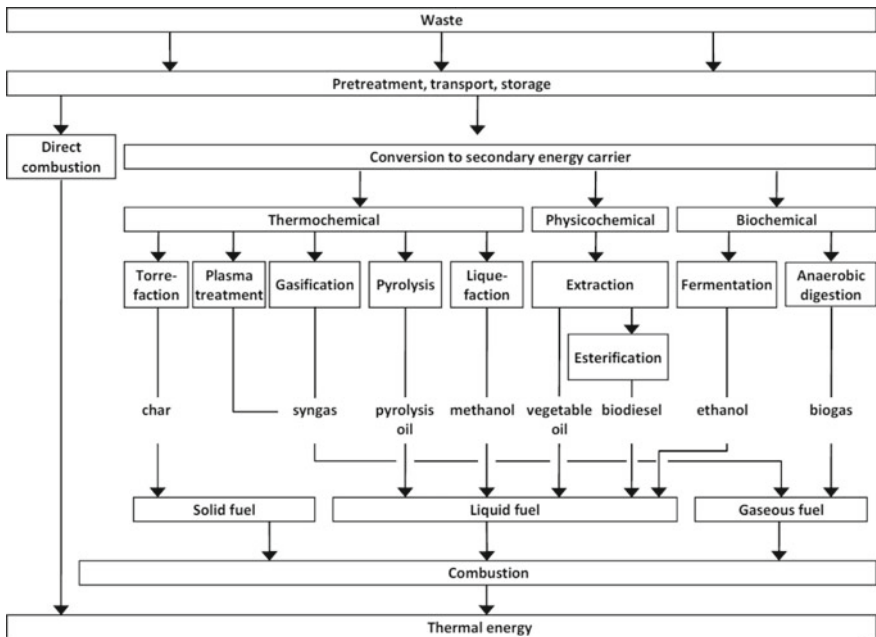 Waste
Pretreatment, transport, storage
Direct
combustion
Conversion to secondary energy carrier
Thermochemical
Physicochemical
Biochemical
Torre-
faction
Plasma
treatment
Gasification
Pyrolysis
Lique-
faction
Extraction
Fermentation
Anaerobic
digestion
Esterification
char
syngas
pyrolysis
oil
methanol
vegetable
oil
biodiesel
ethanol
biogas
Solid fuel
Liquid fuel
Gaseous fuel
Combustion
Thermal energy